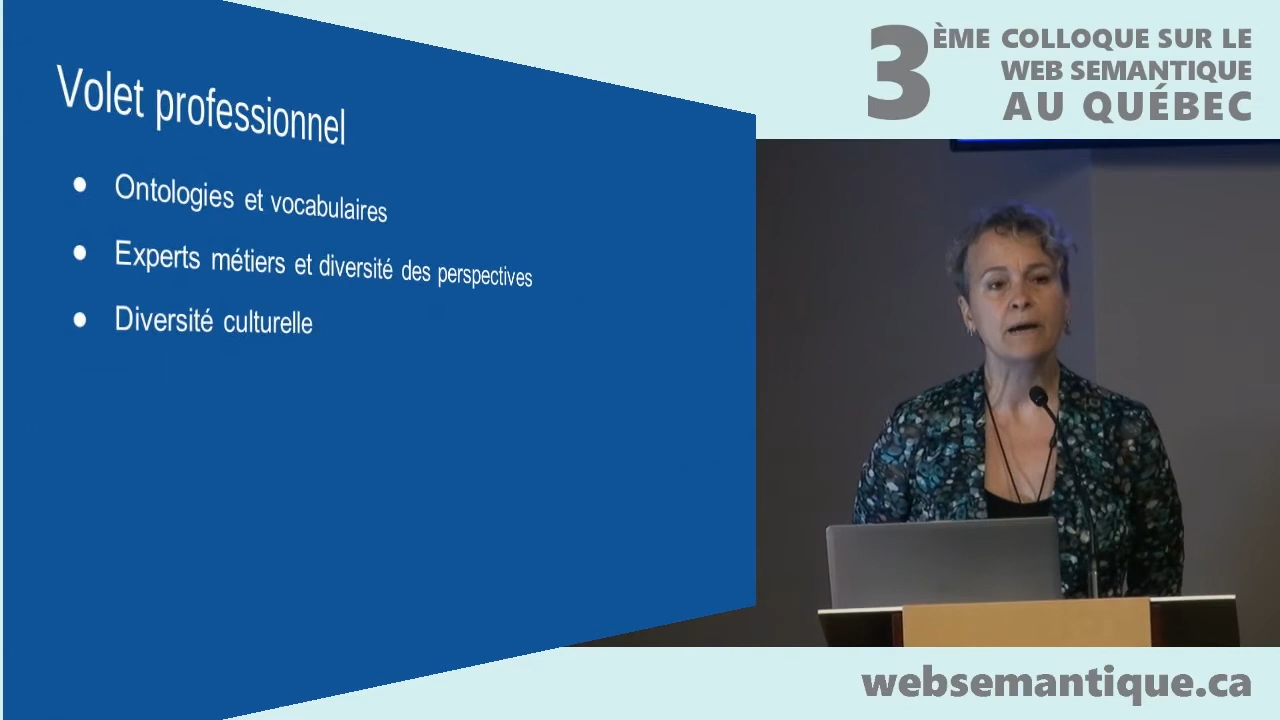 Volet professionnel
● Ontologies et vocabulaires
● Experts métiers et diversité des perspectives
● Diversité culturelle
3ÈME COLLOQUE SUR LE
WEB SEMANTIQUE
AU QUÉBEC
websemantique.ca